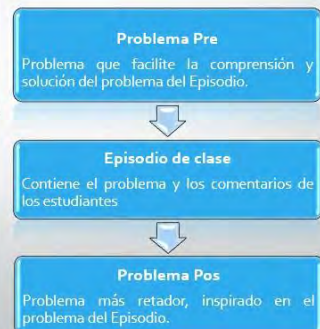 Problema Pre
Problema que facilite la comprensión y
solución del problema del Episodio.
Episodio de clase
Contiene el problema y los comentarios de
los estudiantes
Problema Pos
Problema más retador, inspirado en el
problema del Episodio.